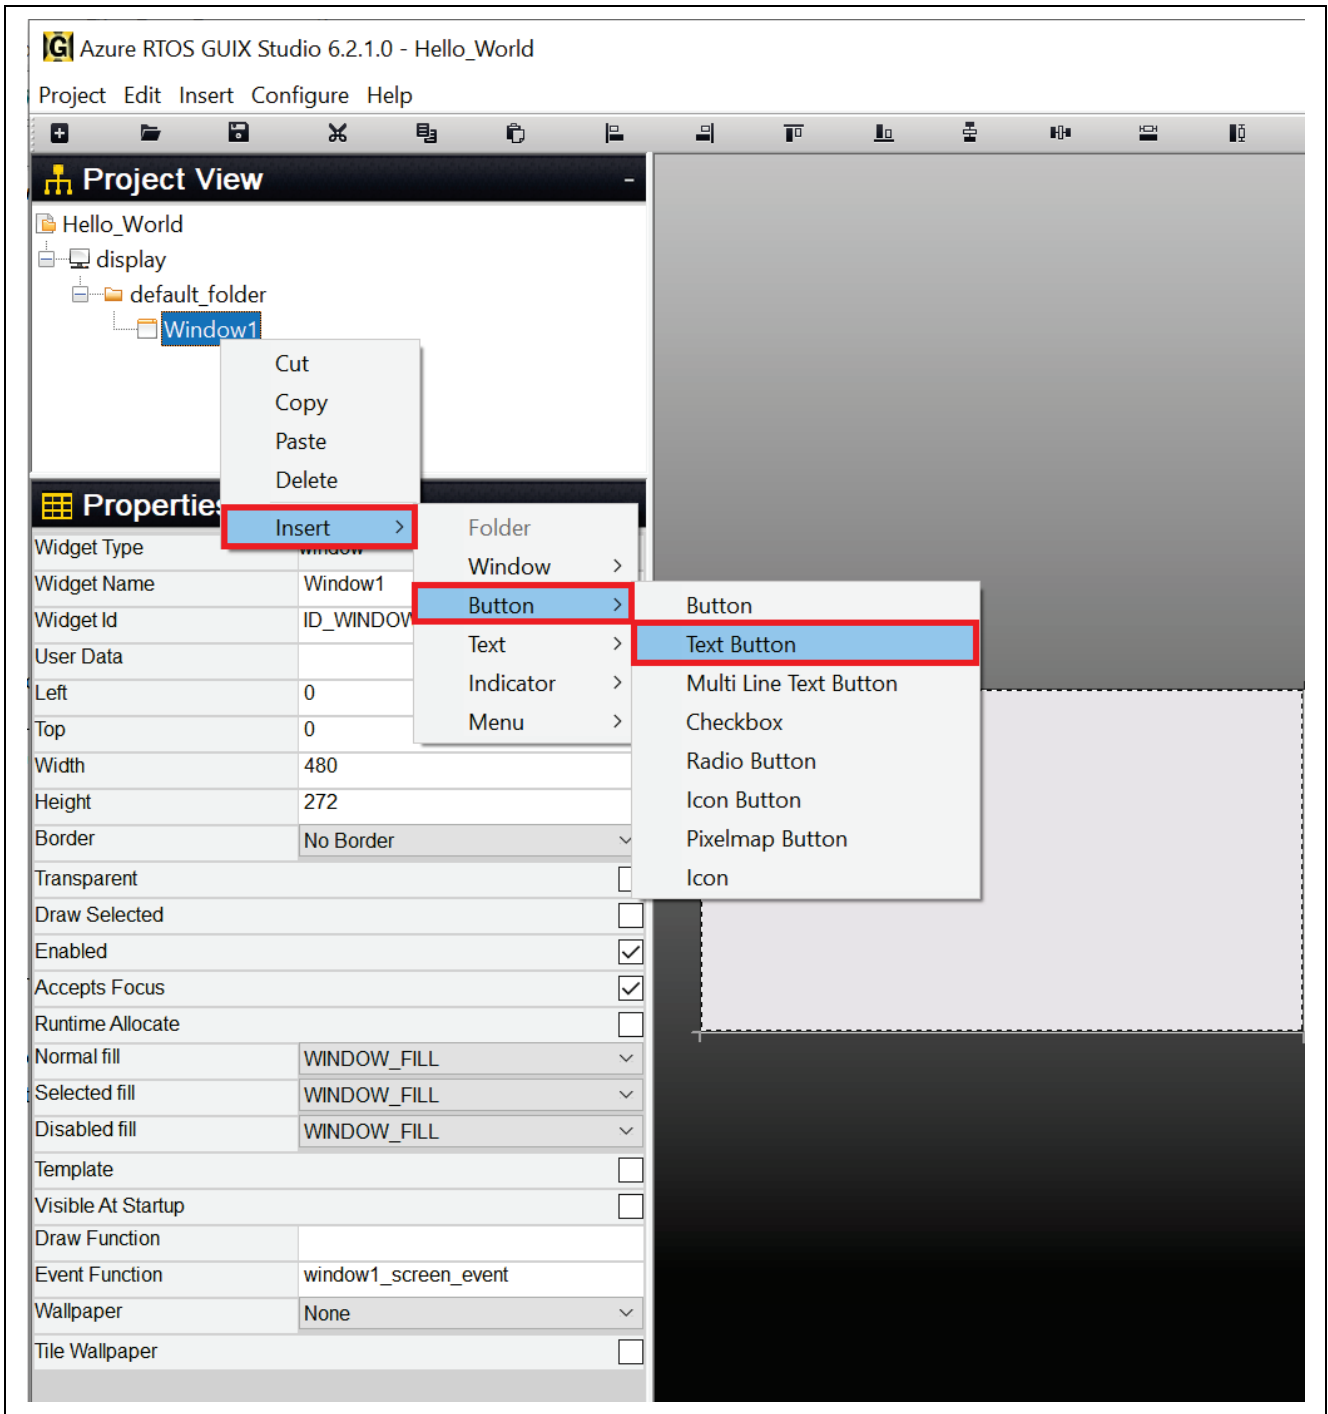 Azure RTOS GUIX Studio 6.2.1.0 - Hello_World
Project Edit Insert Configure Help
Project View -
Hello_World
display
default_folder
Window1
Cut
Copy
Paste
Delete
Insert >
Folder
Window >
Button >
Text >
Indicator >
Menu >
Button
Text Button
Multi Line Text Button
Checkbox
Radio Button
Icon Button
Pixelmap Button
Icon
Properties
Widget Type window
Widget Name Window1
Widget Id ID_WINDOW
User Data
Left 0
Top 0
Width 480
Height 272
Border No Border
Transparent
Draw Selected
Enabled
Accepts Focus
Runtime Allocate
Normal fill WINDOW_FILL
Selected fill WINDOW_FILL
Disabled fill WINDOW_FILL
Template
Visible At Startup
Draw Function
Event Function window1_screen_event
Wallpaper None
Tile Wallpaper